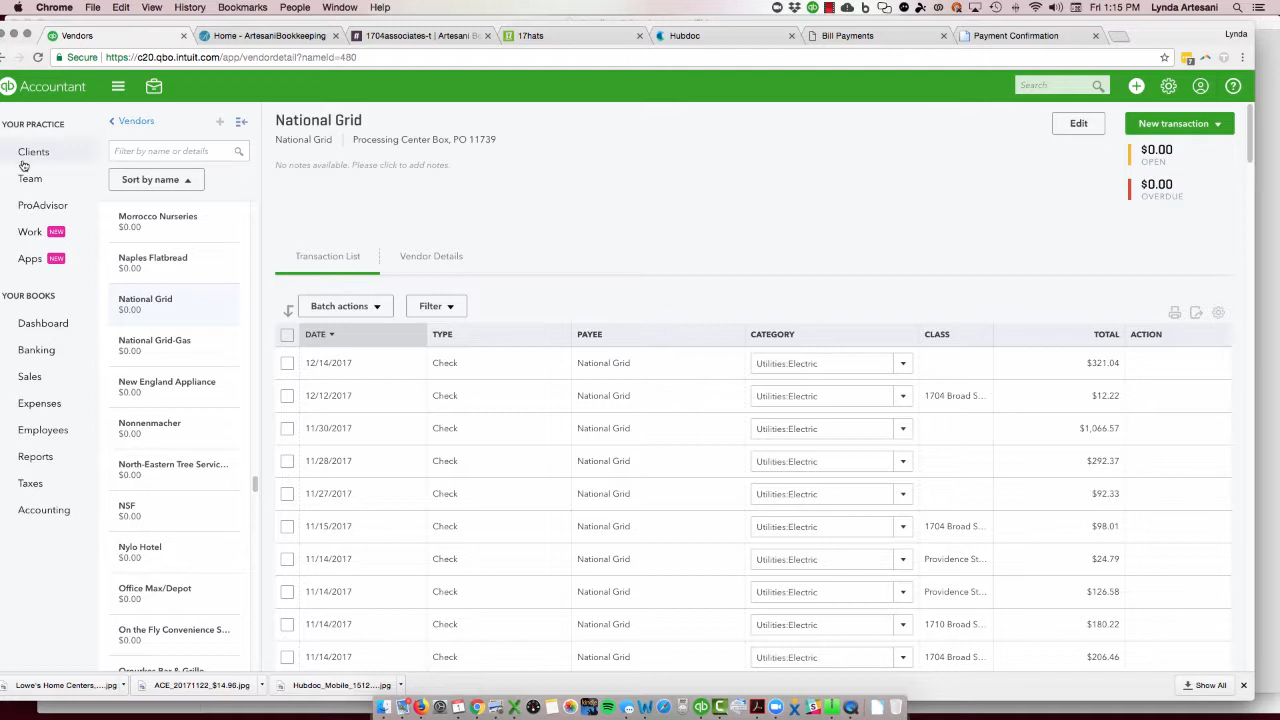 Chrome File Edit View History Bookmarks People Window Help Fri 1:15 PM Lynda Artesani
Vendors Home - ArtesaniBookkeeping 1704associates-t | Artesani B 17hats Hubdoc Bill Payments Payment Confirmation Lynda
Secure https://c20.qbo.intuit.com/app/vendordetail?nameId=480
qb Accountant Search
YOUR PRACTICE
Clients
Team
ProAdvisor
Work NEW
Apps NEW
YOUR BOOKS
Dashboard
Banking
Sales
Expenses
Employees
Reports
Taxes
Accounting
Vendors
Filter by name or details
Sort by name
Morrocco Nurseries
$0.00
Naples Flatbread
$0.00
National Grid
$0.00
National Grid-Gas
$0.00
New England Appliance
$0.00
Nonnenmacher
$0.00
North-Eastern Tree Servic...
$0.00
NSF
$0.00
Nylo Hotel
$0.00
Office Max/Depot
$0.00
On the Fly Convenience S...
$0.00
Orourkes Bar & Grille
National Grid
National Grid Processing Center Box, PO 11739
No notes available. Please click to add notes.
Edit New transaction
$0.00
OPEN
$0.00
OVERDUE
Transaction List Vendor Details
Batch actions Filter
DATE TYPE PAYEE CATEGORY CLASS TOTAL ACTION
12/14/2017 Check National Grid Utilities:Electric $321.04
12/12/2017 Check National Grid Utilities:Electric 1704 Broad S... $12.22
11/30/2017 Check National Grid Utilities:Electric $1,066.57
11/28/2017 Check National Grid Utilities:Electric $292.37
11/27/2017 Check National Grid Utilities:Electric $92.33
11/15/2017 Check National Grid Utilities:Electric 1704 Broad S... $98.01
11/14/2017 Check National Grid Utilities:Electric Providence St... $24.79
11/14/2017 Check National Grid Utilities:Electric Providence St... $126.58
11/14/2017 Check National Grid Utilities:Electric 1710 Broad S... $180.22
11/14/2017 Check National Grid Utilities:Electric 1704 Broad S... $206.46
Lowe's Home Centers....jpg ACE_20171122_$14.96.jpg Hubdoc_Mobile_1512....jpg Show All